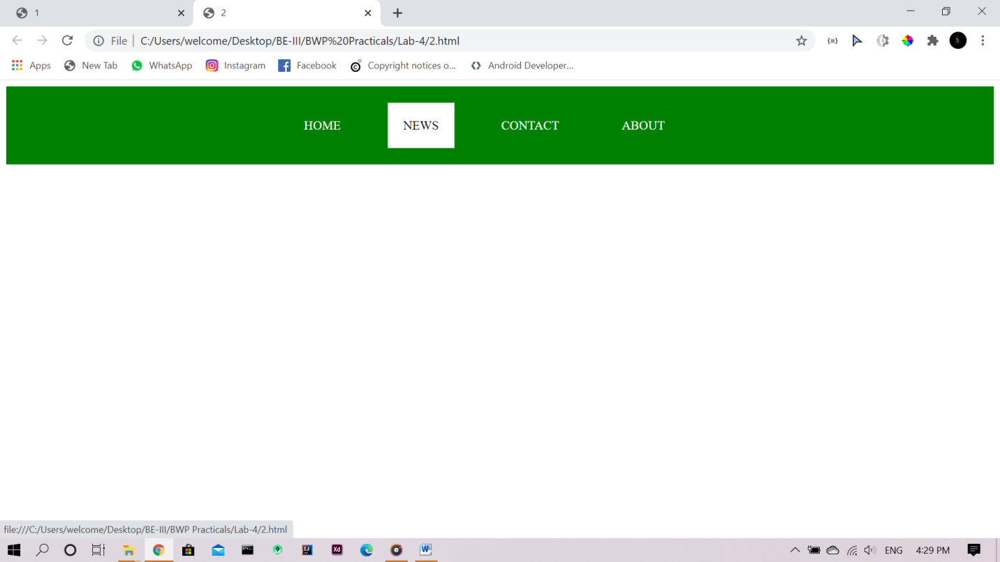 1
2
File C:/Users/welcome/Desktop/BE-III/BWP%20Practicals/Lab-4/2.html
Apps New Tab WhatsApp Instagram Facebook Copyright notices o... Android Developer...
HOME NEWS CONTACT ABOUT
file:///C:/Users/welcome/Desktop/BE-III/BWP Practicals/Lab-4/2.html
ENG 4:29 PM